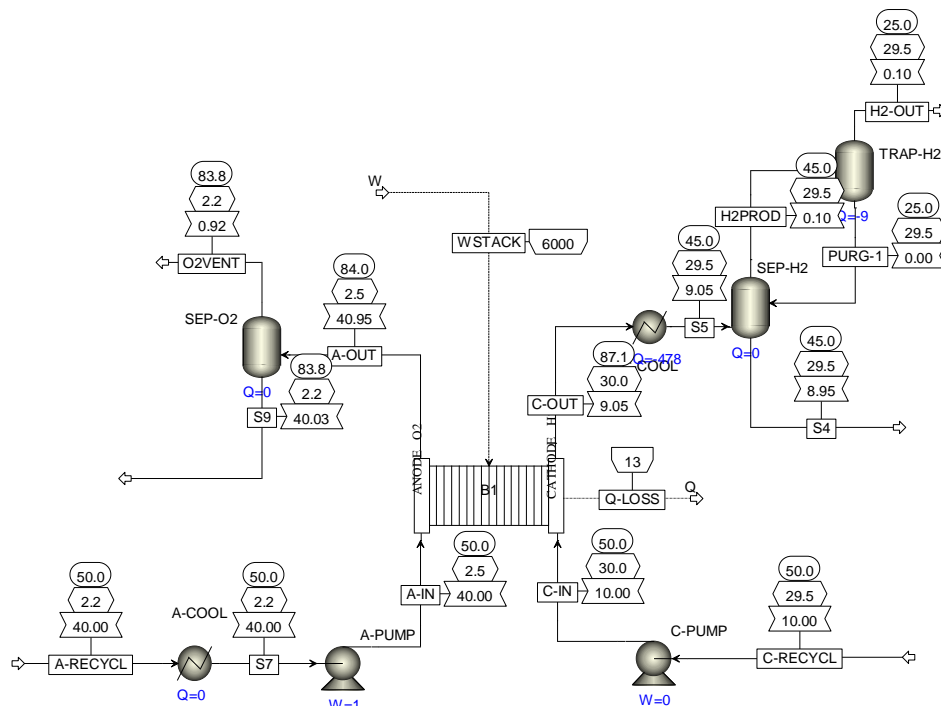 25.0
29.5
0.10
H2-OUT
TRAP-H2
Q=-9
45.0
29.5
0.10
H2PROD
25.0
29.5
0.00
PURG-1
83.8
2.2
0.92
O2VENT
SEP-O2
Q=0
84.0
2.5
40.95
A-OUT
83.8
2.2
40.03
S9
W
WSTACK
6000
45.0
29.5
9.05
S5
SEP-H2
Q=0
Q=-478
COOL
87.1
30.0
9.05
C-OUT
45.0
29.5
8.95
S4
ANODE O2
B1
CATHODE H
13
Q-LOSS
Q
50.0
2.5
40.00
A-IN
50.0
30.0
10.00
C-IN
50.0
2.2
40.00
A-RECYCL
A-COOL
Q=0
50.0
2.2
40.00
S7
A-PUMP
W=1
C-PUMP
W=0
50.0
29.5
10.00
C-RECYCL